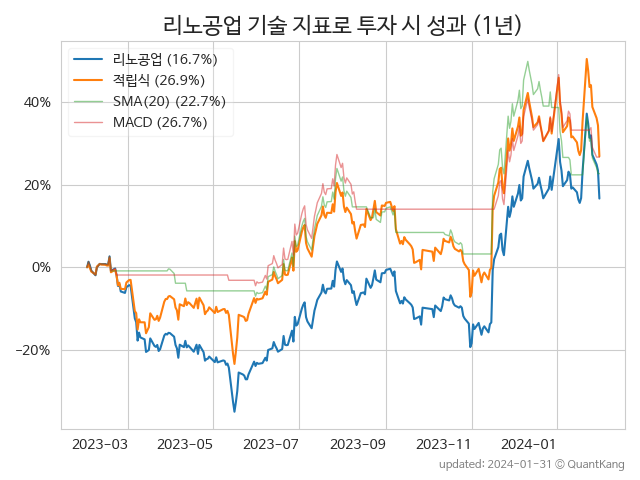 리노공업 기술 지표로 투자 시 성과 (1년)
리노공업 (16.7%)
적립식 (26.9%)
SMA(20) (22.7%)
MACD (26.7%)
40%
20%
0%
−20%
2023-03 2023-05 2023-07 2023-09 2023-11 2024-01
updated: 2024-01-31 © QuantKang